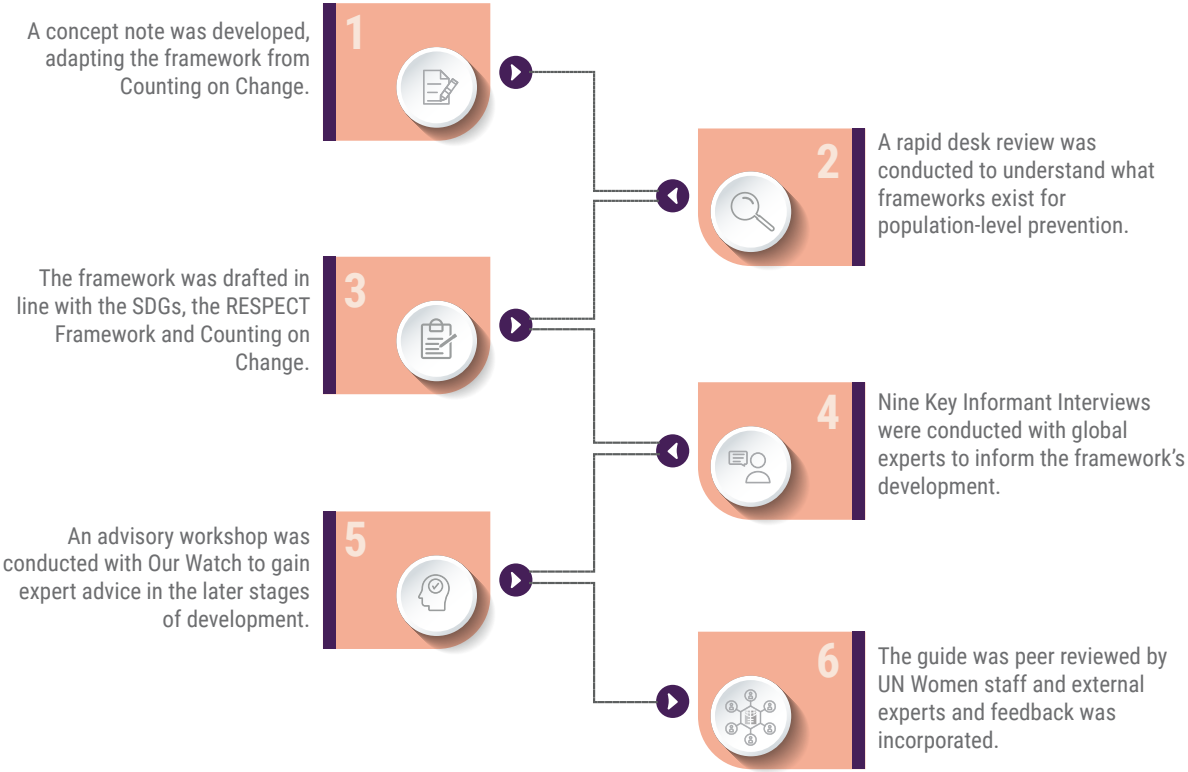 1
A concept note was developed,
adapting the framework from
Counting on Change.
2
A rapid desk review was
conducted to understand what
frameworks exist for
population-level prevention.
3
The framework was drafted in
line with the SDGs, the RESPECT
Framework and Counting on
Change.
4
Nine Key Informant Interviews
were conducted with global
experts to inform the framework’s
development.
5
An advisory workshop was
conducted with Our Watch to gain
expert advice in the later stages
of development.
6
The guide was peer reviewed by
UN Women staff and external
experts and feedback was
incorporated.